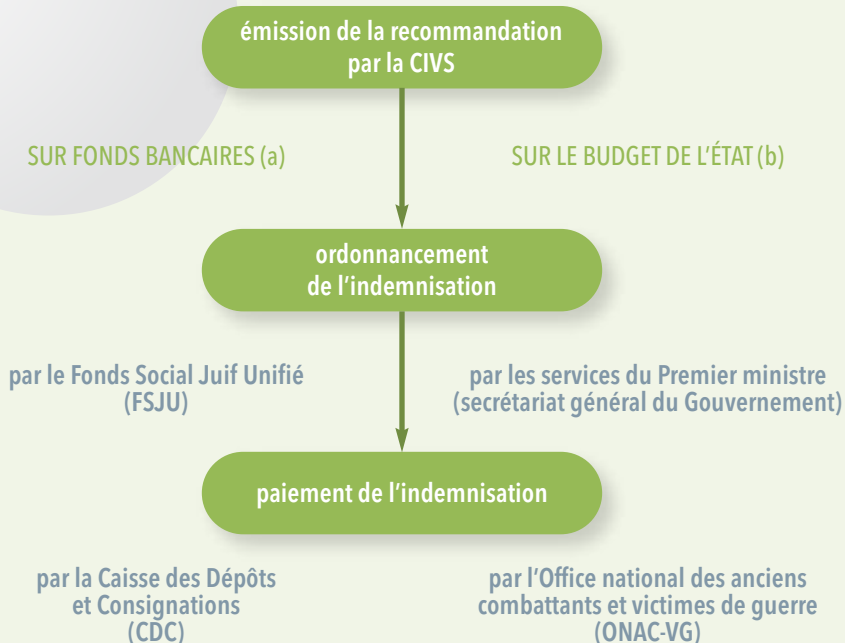 émission de la recommandation
par la CIVS
SUR FONDS BANCAIRES (a)
SUR LE BUDGET DE L'ÉTAT (b)
ordonnancement
de l'indemnisation
par le Fonds Social Juif Unifié
(FSJU)
par les services du Premier ministre
(secrétariat général du Gouvernement)
paiement de l'indemnisation
par la Caisse des Dépôts
et Consignations
(CDC)
par l'Office national des anciens
combattants et victimes de guerre
(ONAC-VG)